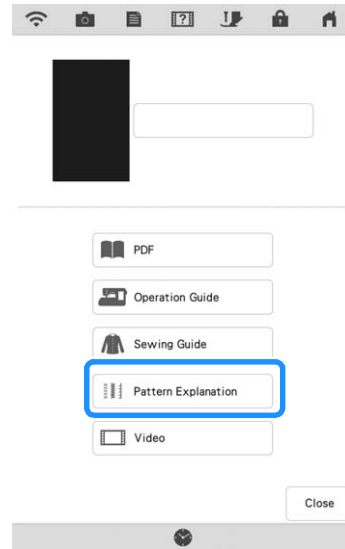 PDF
Operation Guide
Sewing Guide
Pattern Explanation
Video
Close